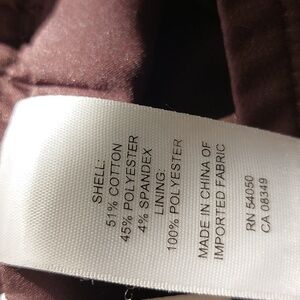 SHELL:
51% COTTON
45% POLYESTER
4% SPANDEX
LINING:
100% POLYESTER
MADE IN CHINA OF
IMPORTED FABRIC
RN 54050
CA 08349